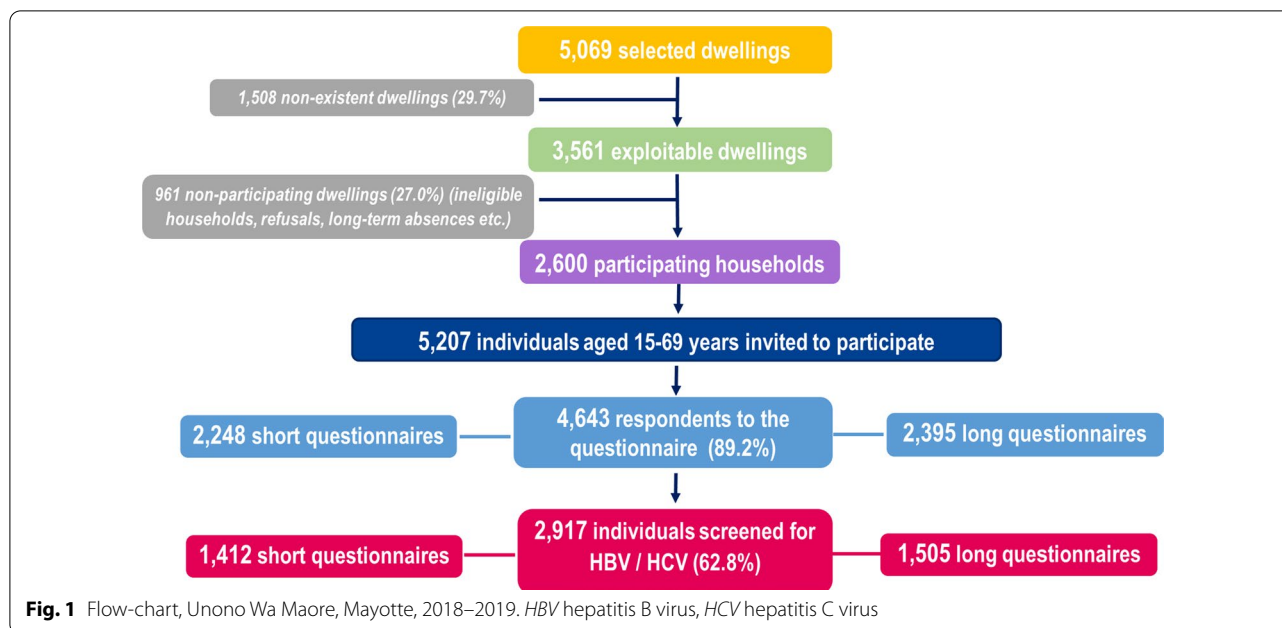 5,069 selected dwellings
1,508 non-existent dwellings (29.7%)
3,561 exploitable dwellings
961 non-participating dwellings (27.0%) (ineligible
households, refusals, long-term absences etc.)
2,600 participating households
5,207 individuals aged 15-69 years invited to participate
2,248 short questionnaires
4,643 respondents to the
questionnaire (89.2%)
2,395 long questionnaires
1,412 short questionnaires
2,917 individuals screened for
HBV / HCV (62.8%)
1,505 long questionnaires
Fig. 1 Flow-chart, Unono Wa Maore, Mayotte, 2018–2019. HBV hepatitis B virus, HCV hepatitis C virus